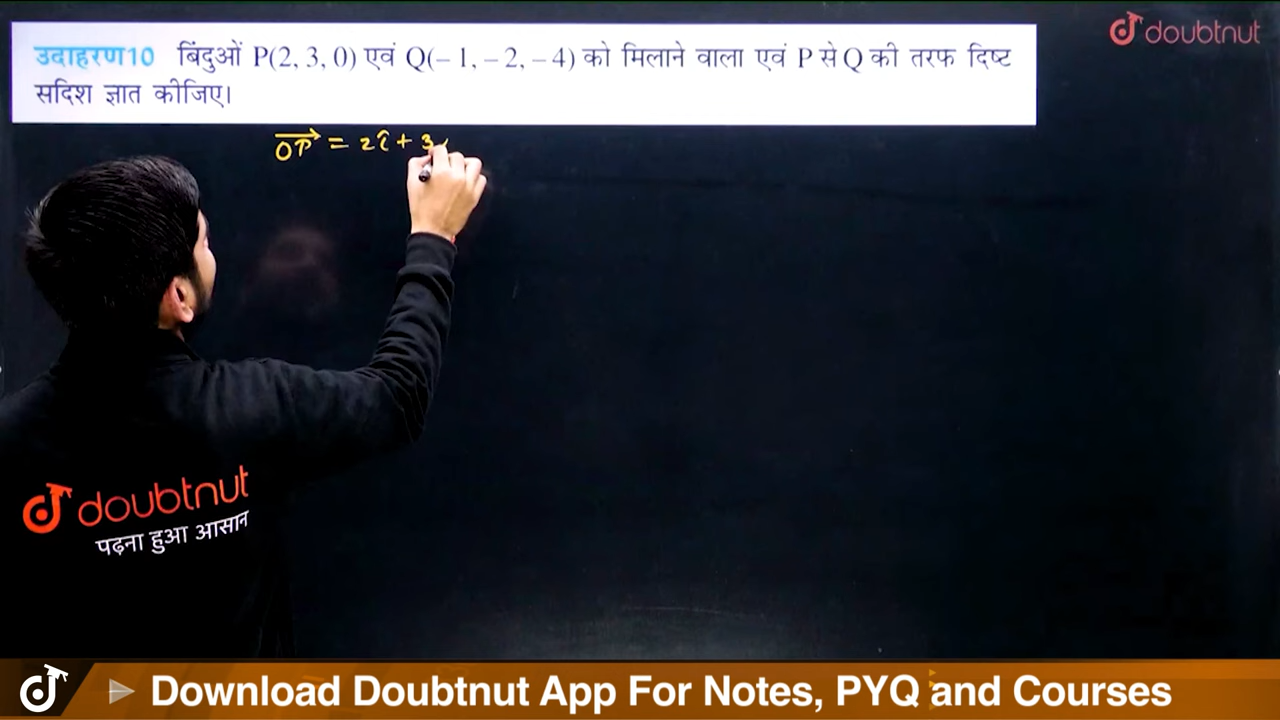 उदाहरण10 बिंदुओं P(2, 3, 0) एवं Q(– 1, – 2, – 4) को मिलाने वाला एवं P से Q की तरफ दिष्ट
सदिश ज्ञात कीजिए।
doubtnut
OP = 2î + 3
doubtnut
पढ़ना हुआ आसान
Download Doubtnut App For Notes, PYQ and Courses